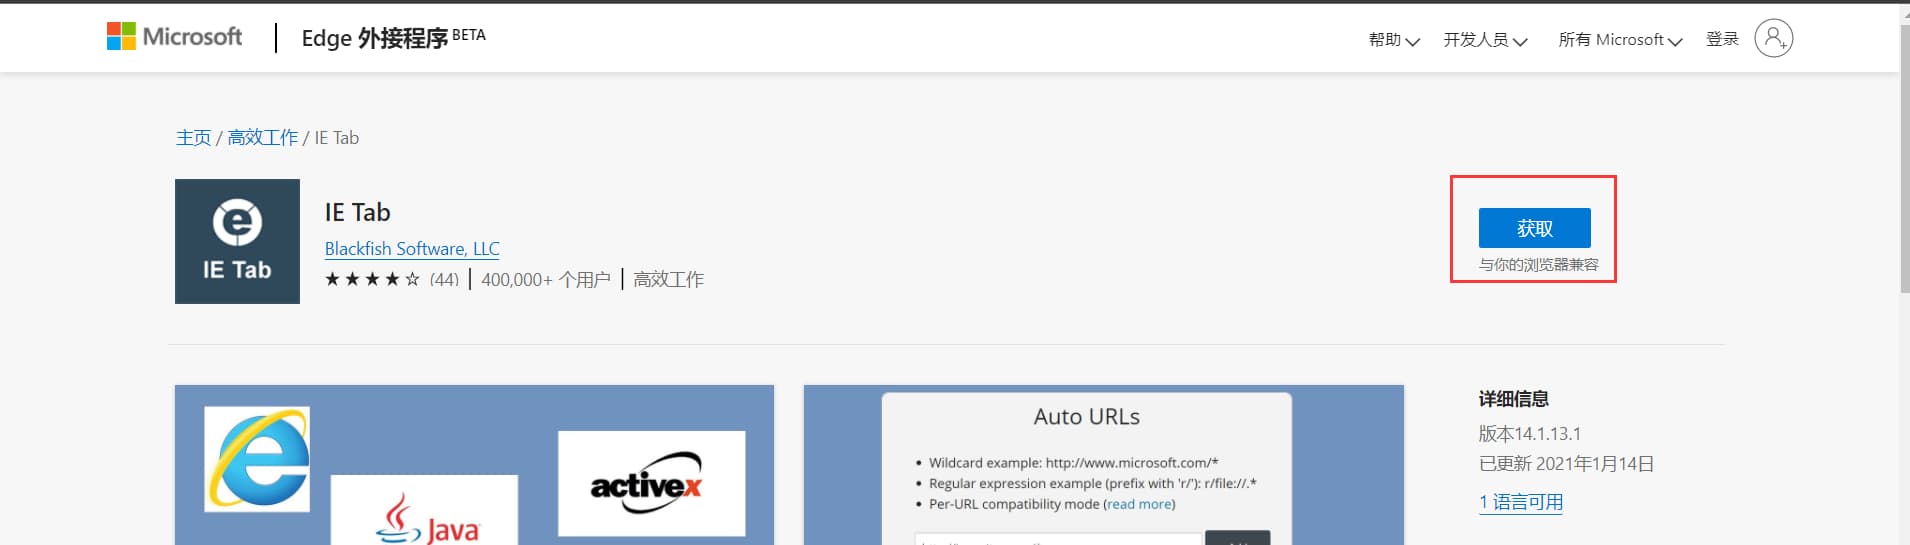 Microsoft
Edge 外接程序 BETA
帮助
开发人员
所有 Microsoft
登录
主页 / 高效工作 / IE Tab
IE Tab
IE Tab
Blackfish Software, LLC
(44)
400,000+ 个用户
高效工作
获取
与你的浏览器兼容
activex
Java
Auto URLs
Wildcard example: http://www.microsoft.com/*
Regular expression example (prefix with 'r/'): r/file://.*
Per-URL compatibility mode (read more)
详细信息
版本14.1.13.1
已更新 2021年1月14日
1 语言可用